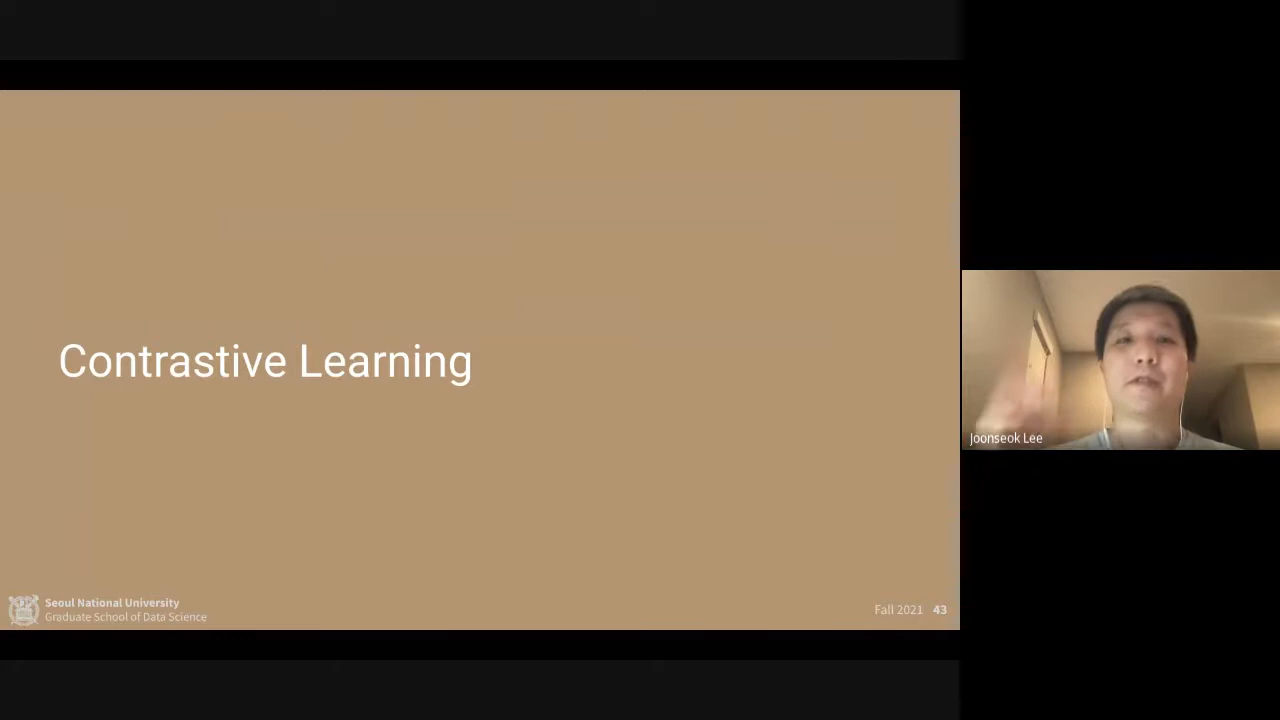 Contrastive Learning
Joonseok Lee
Seoul National University
Graduate School of Data Science
Fall 2021 43